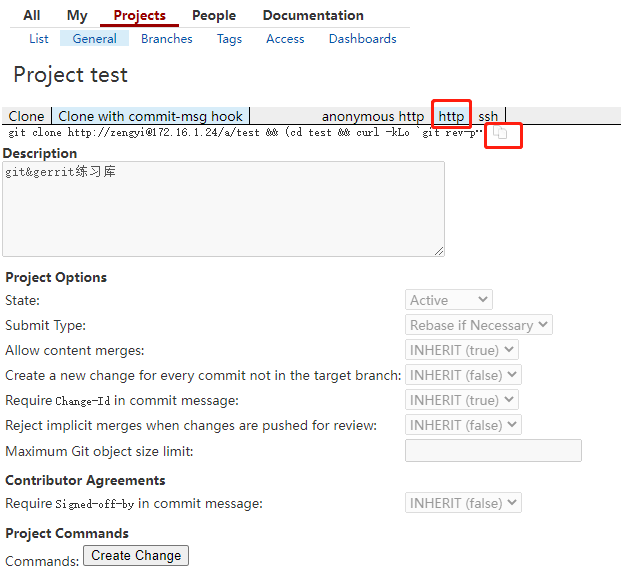 All My Projects People Documentation
List General Branches Tags Access Dashboards
Project test
Clone Clone with commit-msg hook anonymous http http ssh
git clone http://zengyi@172.16.1.24/a/test && (cd test && curl -kLo `git rev-p…
Description
git&gerrit练习库
Project Options
State: Active
Submit Type: Rebase if Necessary
Allow content merges: INHERIT (true)
Create a new change for every commit not in the target branch: INHERIT (false)
Require Change-Id in commit message: INHERIT (true)
Reject implicit merges when changes are pushed for review: INHERIT (false)
Maximum Git object size limit:
Contributor Agreements
Require Signed-off-by in commit message: INHERIT (false)
Project Commands
Commands: Create Change